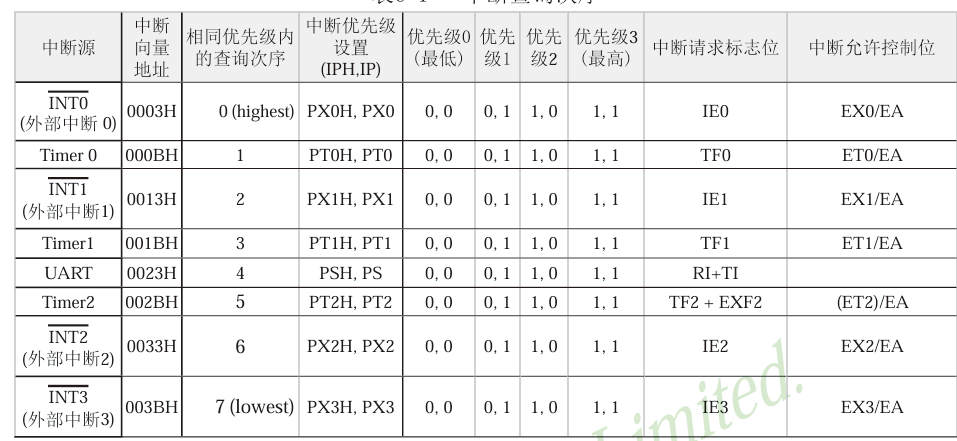 中断源 中断向量地址 相同优先级内的查询次序 中断优先级设置(IPH,IP) 优先级0(最低) 优先级1 优先级2 优先级3(最高) 中断请求标志位 中断允许控制位
INT0 (外部中断 0) 0003H 0 (highest) PX0H, PX0 0, 0 0, 1 1, 0 1, 1 IE0 EX0/EA
Timer 0 000BH 1 PT0H, PT0 0, 0 0, 1 1, 0 1, 1 TF0 ET0/EA
INT1 (外部中断1) 0013H 2 PX1H, PX1 0, 0 0, 1 1, 0 1, 1 IE1 EX1/EA
Timer1 001BH 3 PT1H, PT1 0, 0 0, 1 1, 0 1, 1 TF1 ET1/EA
UART 0023H 4 PSH, PS 0, 0 0, 1 1, 0 1, 1 RI+TI
Timer2 002BH 5 PT2H, PT2 0, 0 0, 1 1, 0 1, 1 TF2 + EXF2 (ET2)/EA
INT2 (外部中断2) 0033H 6 PX2H, PX2 0, 0 0, 1 1, 0 1, 1 IE2 EX2/EA
INT3 (外部中断3) 003BH 7 (lowest) PX3H, PX3 0, 0 0, 1 1, 0 1, 1 IE3 EX3/EA
Limited.